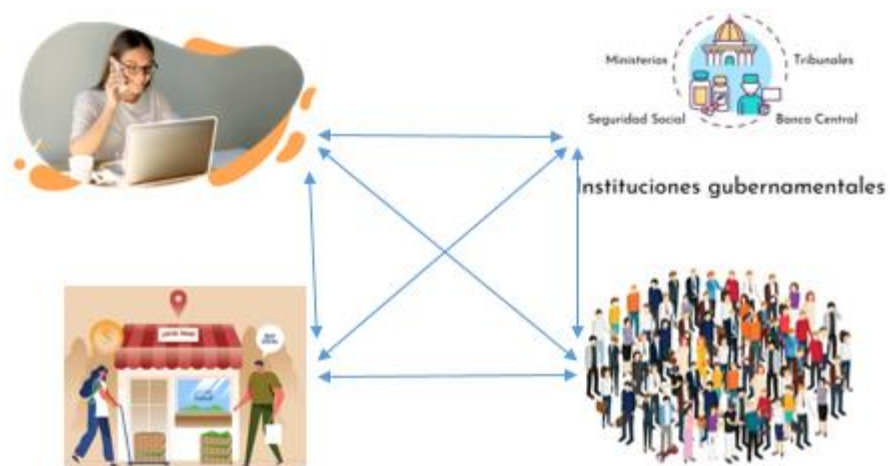 Ministerios
Tribunales
Seguridad Social
Banco Central
Instituciones gubernamentales